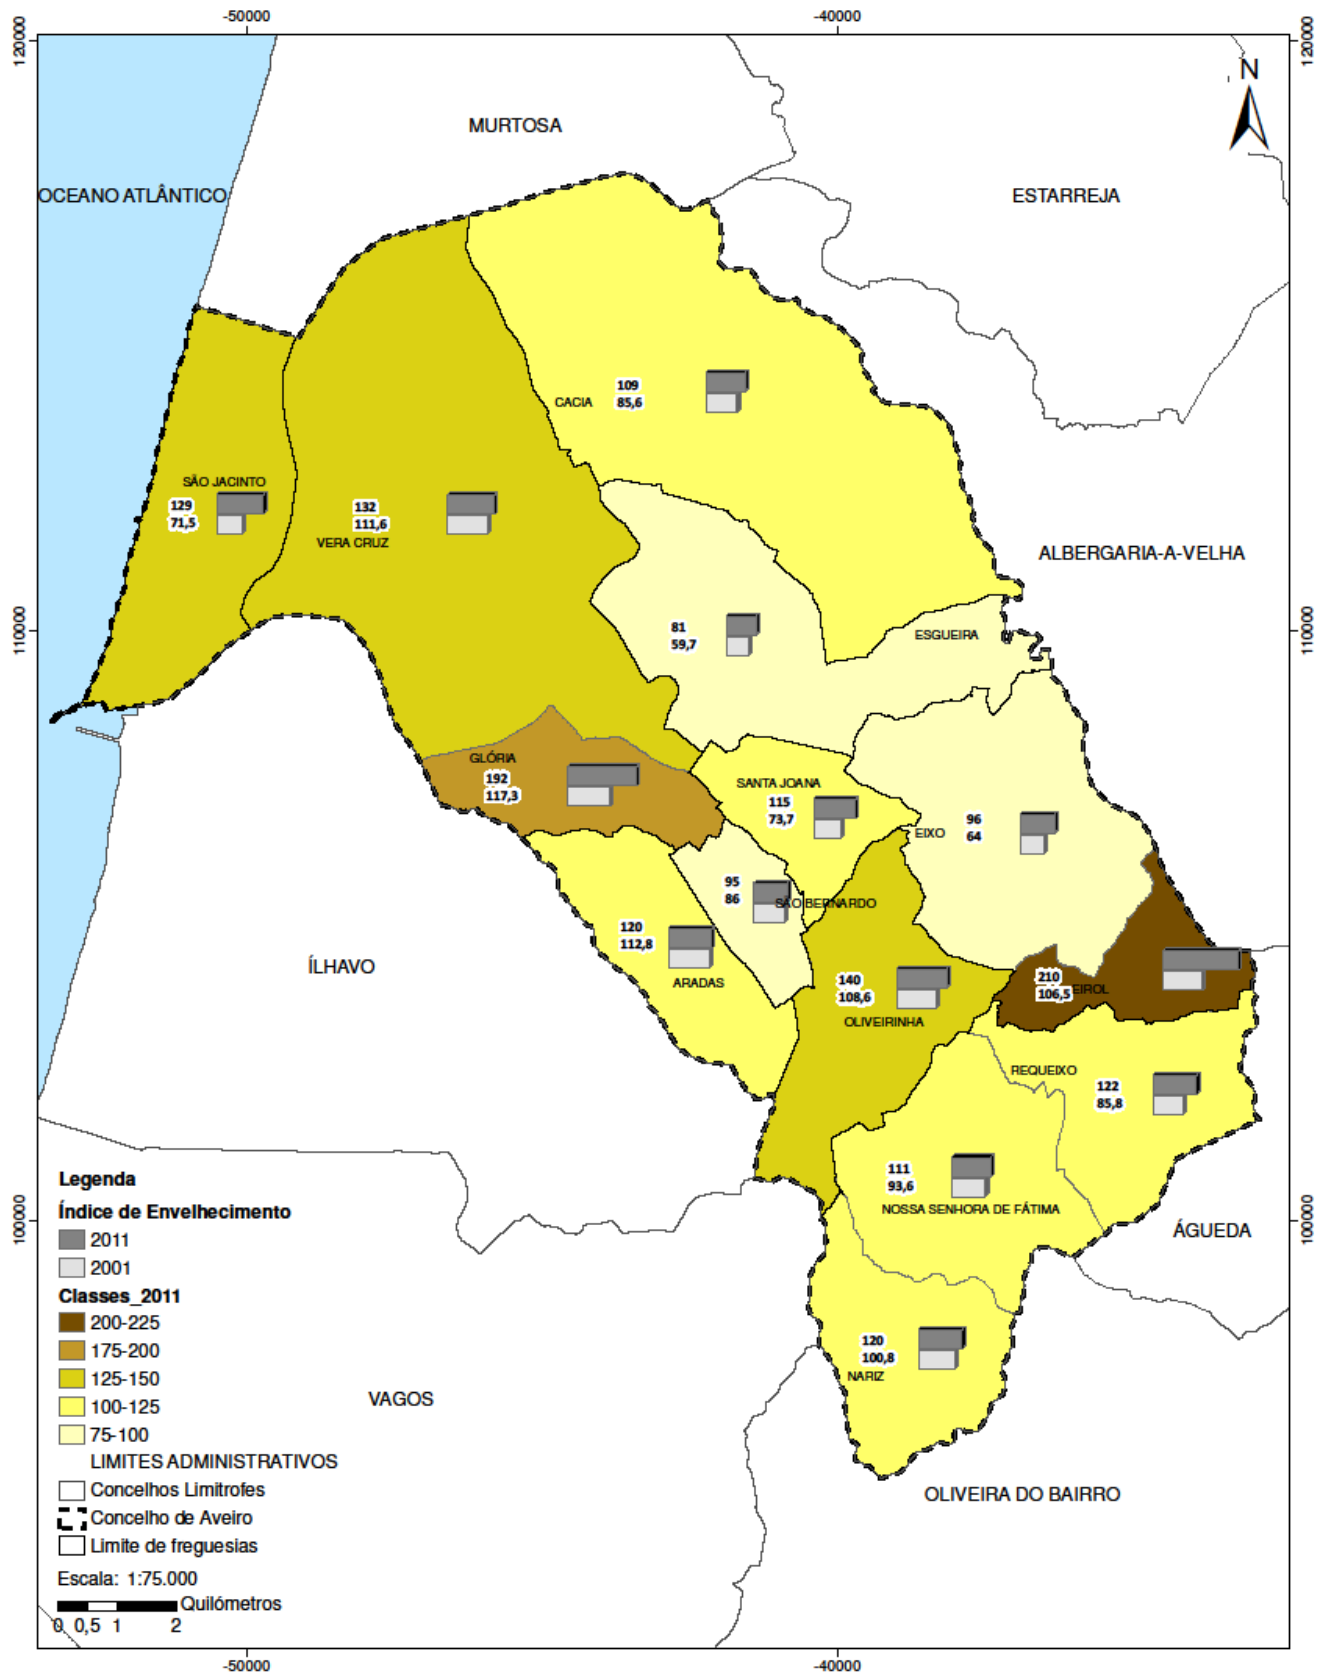 -50000
-40000
120000
120000
N
MURTOSA
OCEANO ATLÂNTICO
ESTARREJA
109
85,6
CACIA
SÃO JACINTO
129
71,5
132
111,6
VERA CRUZ
ALBERGARIA-A-VELHA
110000
110000
81
59,7
ESGUEIRA
GLÓRIA
192
117,3
SANTA JOANA
115
73,7
EIXO
96
64
95
86
SÃO BERNARDO
120
112,8
ARADAS
ÍLHAVO
140
108,6
OLIVEIRINHA
210
106,5
EIROL
REQUEIXO
122
85,8
111
93,6
NOSSA SENHORA DE FÁTIMA
100000
100000
ÁGUEDA
120
100,8
NARIZ
VAGOS
OLIVEIRA DO BAIRRO
Legenda
Índice de Envelhecimento
2011
2001
Classes_2011
200-225
175-200
125-150
100-125
75-100
LIMITES ADMINISTRATIVOS
Concelhos Limitrofes
Concelho de Aveiro
Limite de freguesias
Escala: 1:75.000
Quilómetros
0 0,5 1 2
-50000
-40000